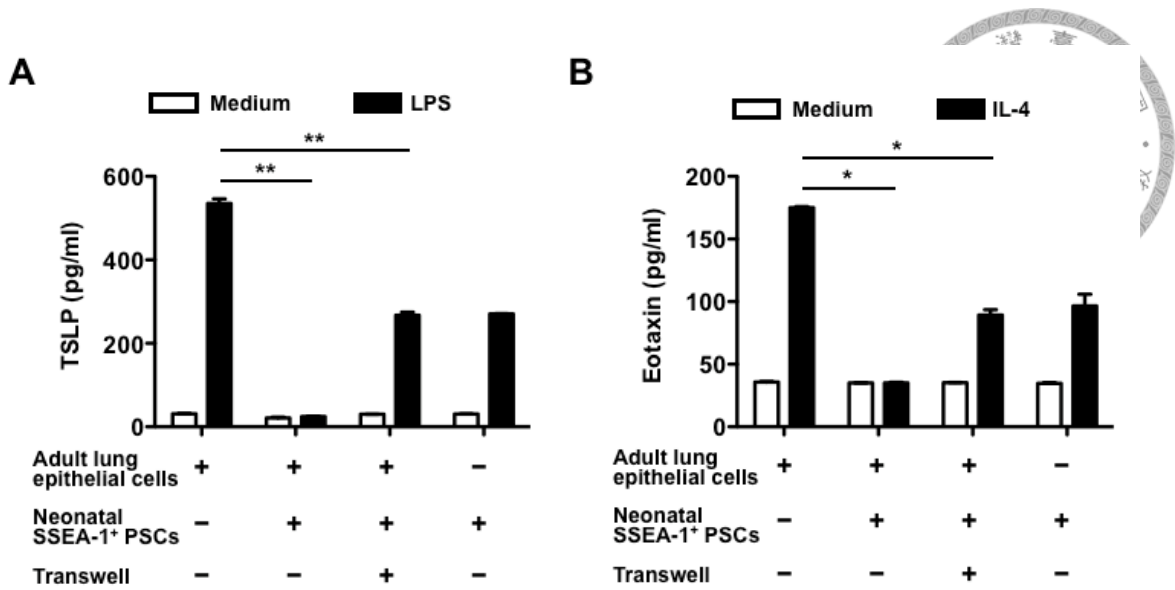 A
Medium
LPS
**
**
600
400
200
0
TSLP (pg/ml)
Adult lung
epithelial cells
+ + + −
Neonatal
SSEA-1⁺ PSCs
− + + +
Transwell
− − + −
B
Medium
IL-4
*
*
200
150
100
50
0
Eotaxin (pg/ml)
Adult lung
epithelial cells
+ + + −
Neonatal
SSEA-1⁺ PSCs
− + + +
Transwell
− − + −